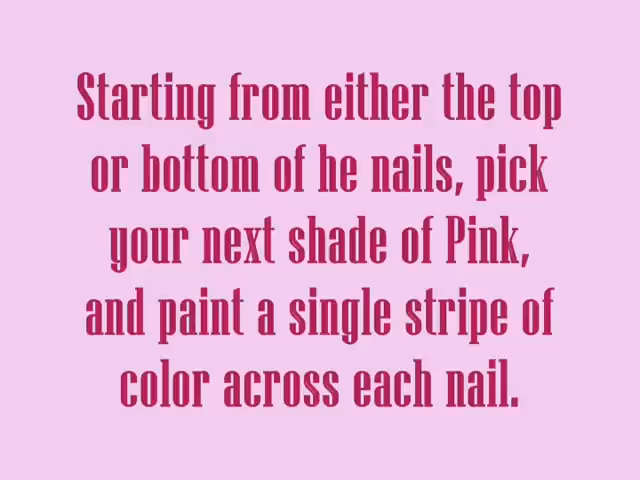 Starting from either the top
or bottom of he nails, pick
your next shade of Pink,
and paint a single stripe of
color across each nail.